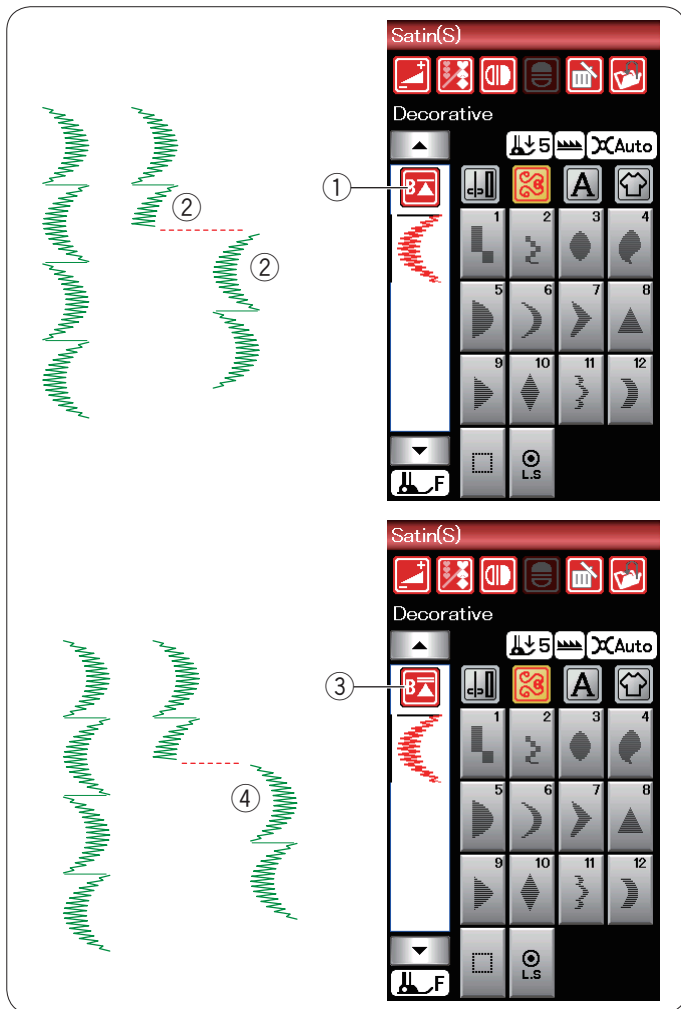 Satin(S)
Decorative
5 Auto
① B
1 2 3 4
②
②
5 6 7 8
9 10 11 12
L.S
F
Satin(S)
Decorative
5 Auto
③ B
1 2 3 4
④
5 6 7 8
9 10 11 12
L.S
F